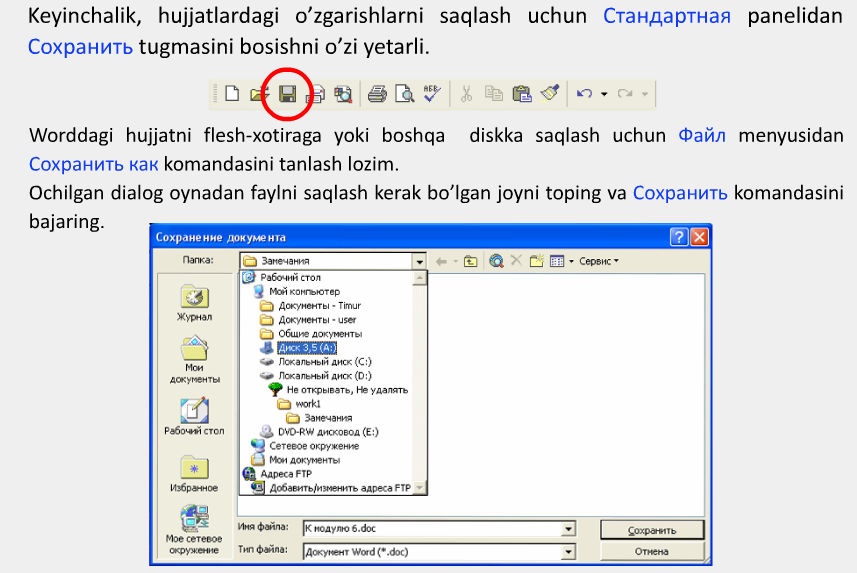 Keyinchalik, hujjatlardagi o’zgarishlarni saqlash uchun Стандартная panelidan
Сохранить tugmasini bosishni o’zi yetarli.
Worddagi hujjatni flesh-xotiraga yoki boshqa diskka saqlash uchun Файл menyusidan
Сохранить как komandasini tanlash lozim.
Ochilgan dialog oynadan faylni saqlash kerak bo’lgan joyni toping va Сохранить komandasini
bajaring.
Сохранение документа
Папка:
Замечания
Сервис
Рабочий стол
Мой компьютер
Документы - Timur
Документы - user
Общие документы
Диск 3,5 (A:)
Локальный диск (C:)
Локальный диск (D:)
Не открывать, Не удалять
work1
Замечания
DVD-RW дисковод (E:)
Сетевое окружение
Мои документы
Адреса FTP
Добавить/изменить адреса FTP
Журнал
Мои
документы
Рабочий стол
Избранное
Мое сетевое
окружение
Имя файла:
К модулю 6.doc
Сохранить
Тип файла:
Документ Word (*.doc)
Отмена